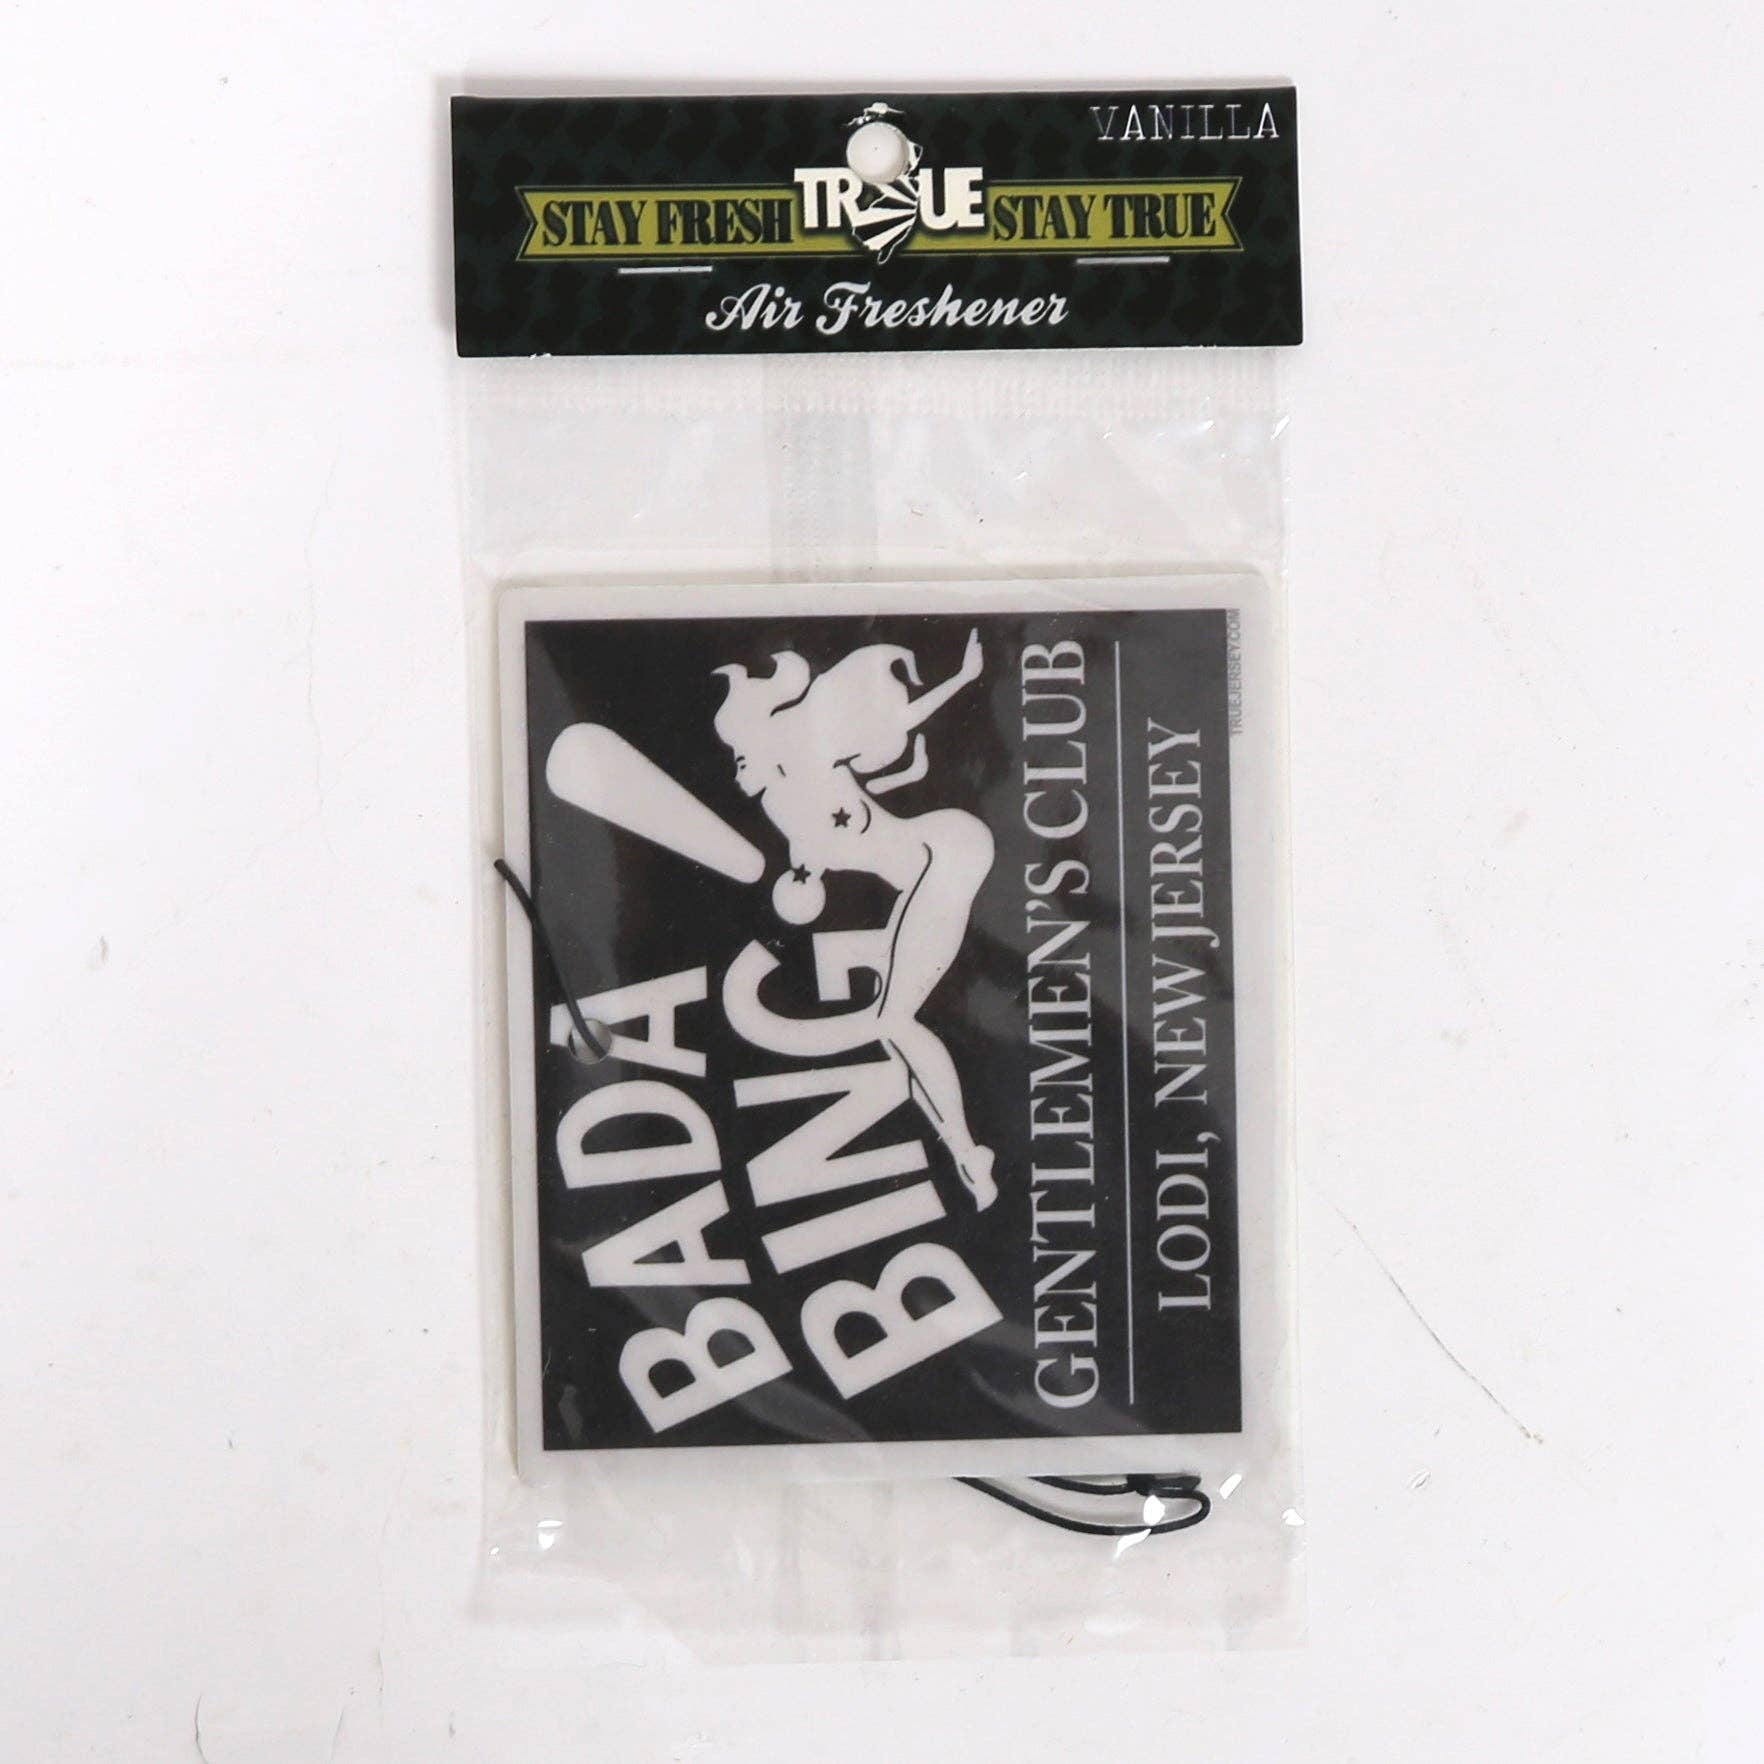 VANILLA
STAY FRESH TRUE STAY TRUE
Air Freshener
BADA
BING!
GENTLEMEN'S CLUB
LODI, NEW JERSEY
TRUEJERSEY.COM